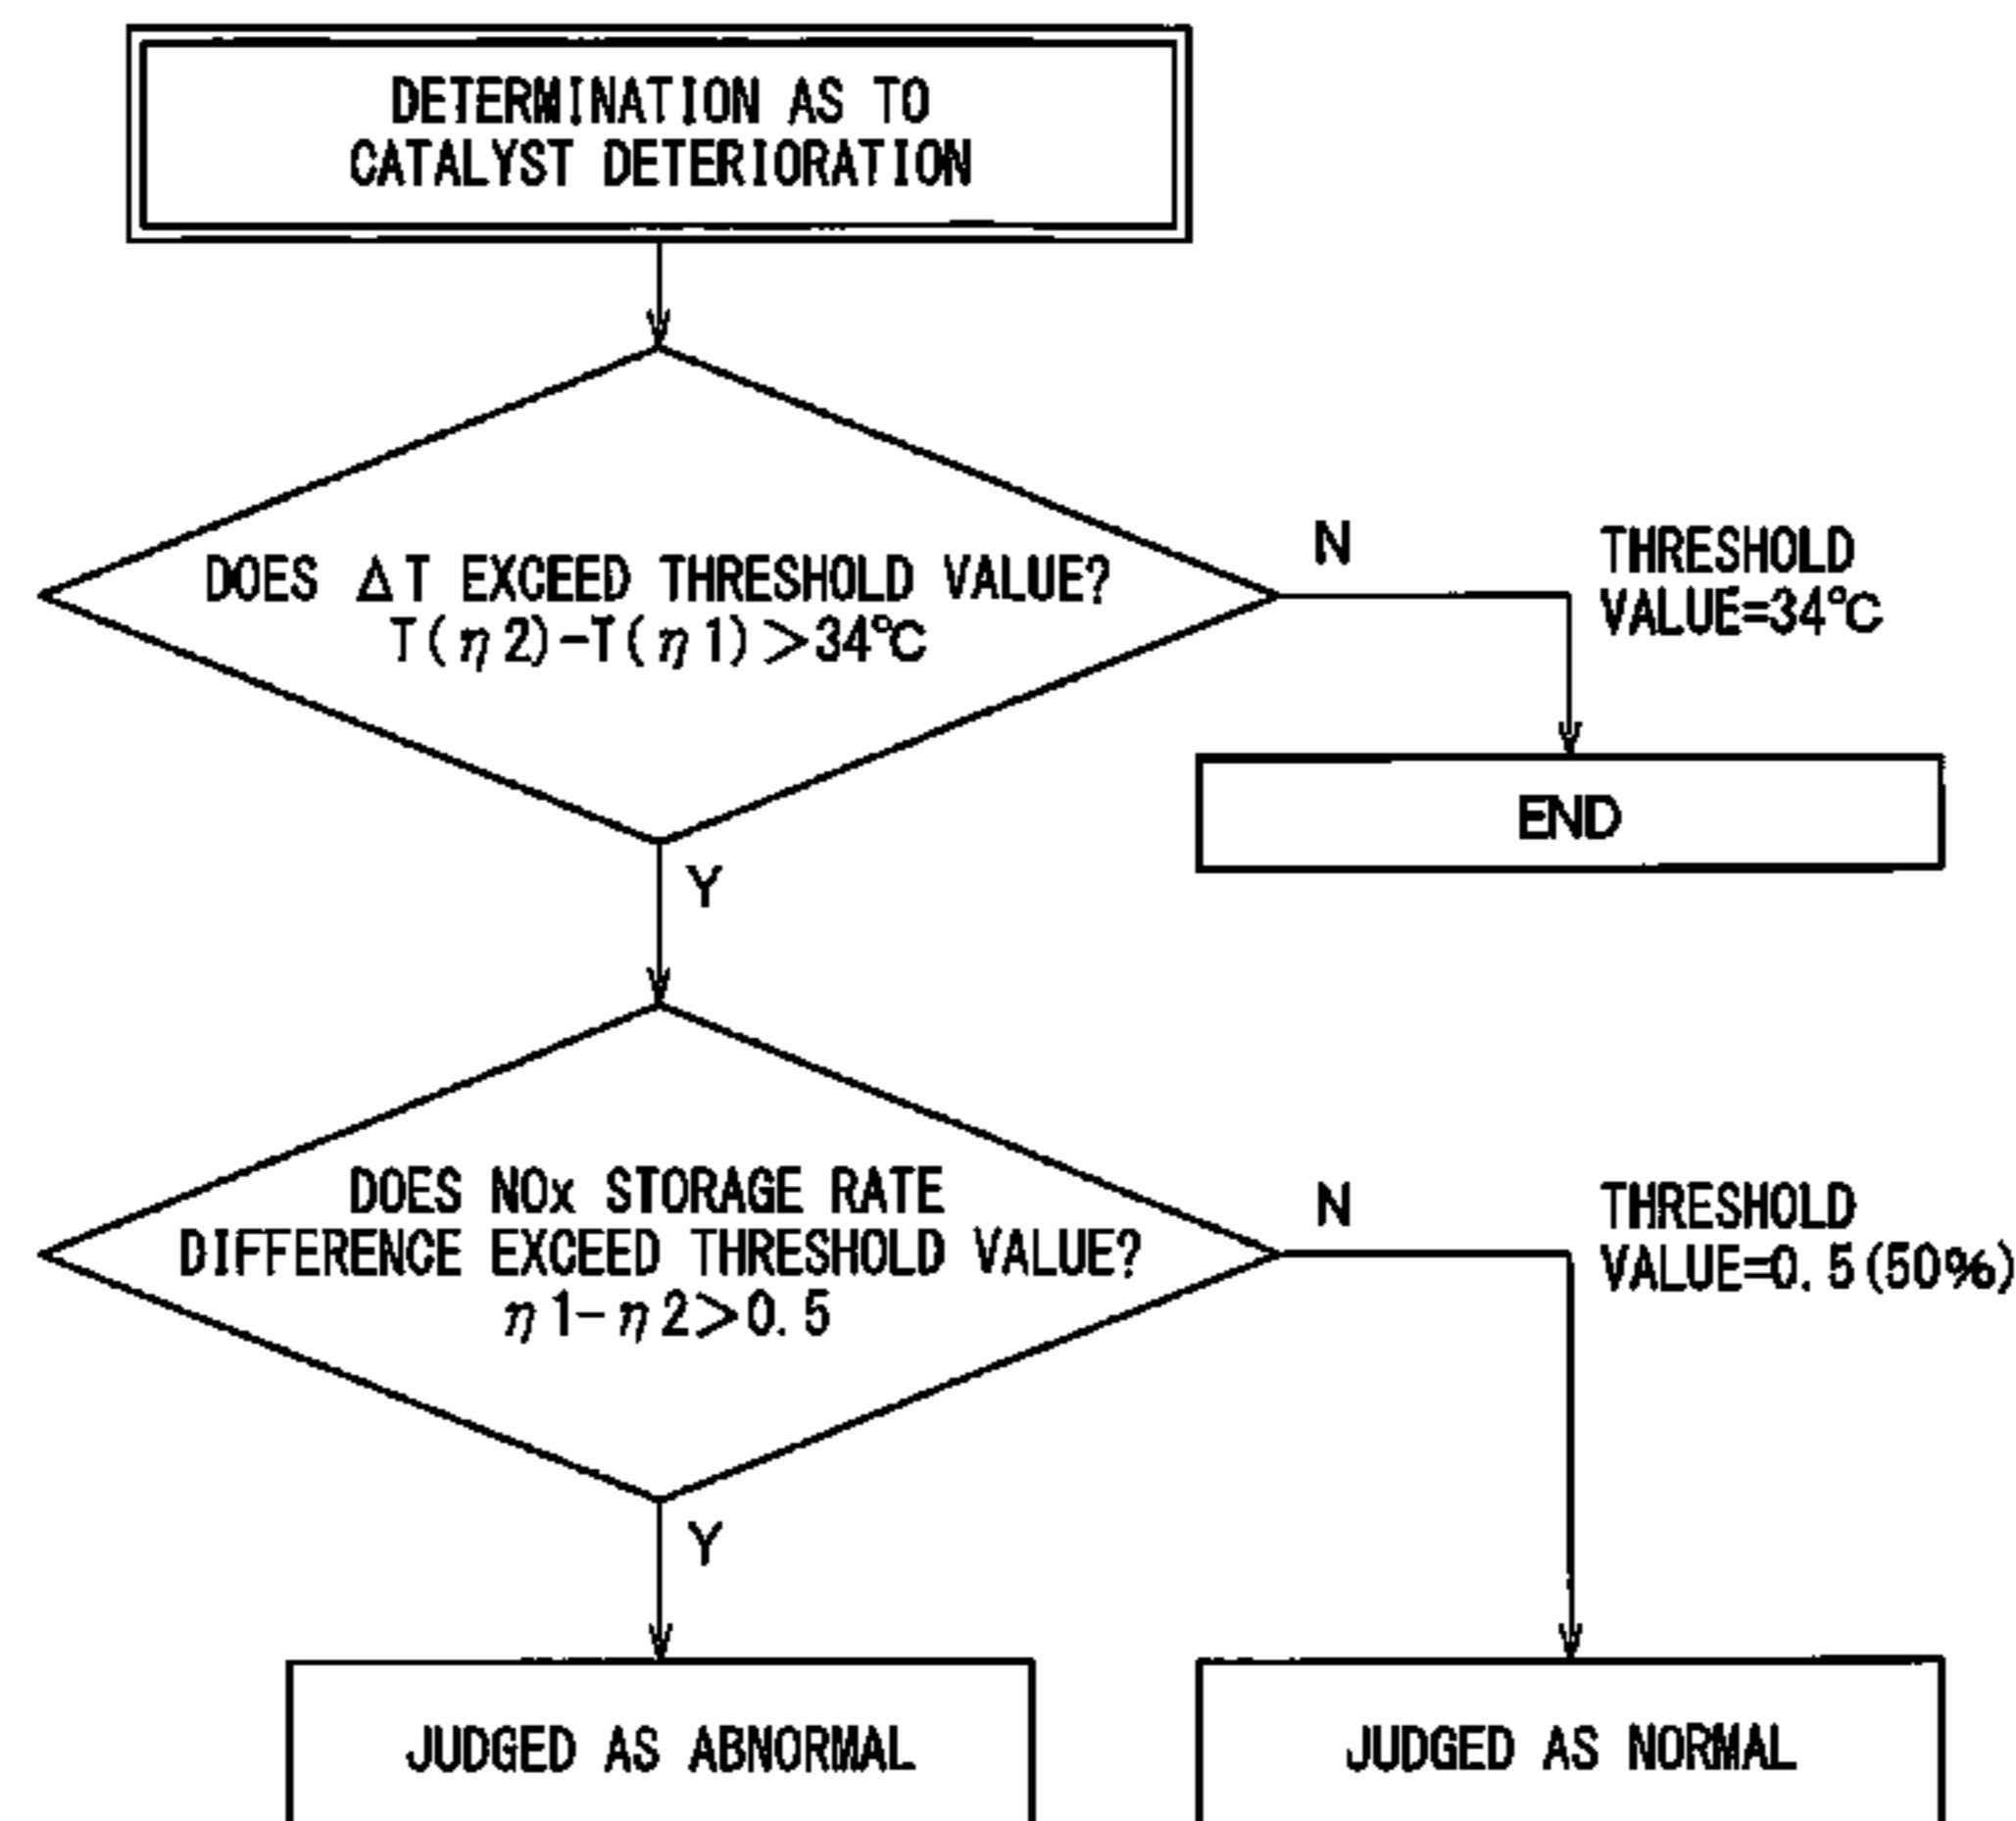 DETERMINATION AS TO
CATALYST DETERIORATION
DOES ΔT EXCEED THRESHOLD VALUE?
T(η2)-T(η1)>34℃
N
THRESHOLD
VALUE=34℃
END
Y
DOES NOx STORAGE RATE
DIFFERENCE EXCEED THRESHOLD VALUE?
η1-η2>0.5
N
THRESHOLD
VALUE=0.5(50%)
Y
JUDGED AS ABNORMAL
JUDGED AS NORMAL